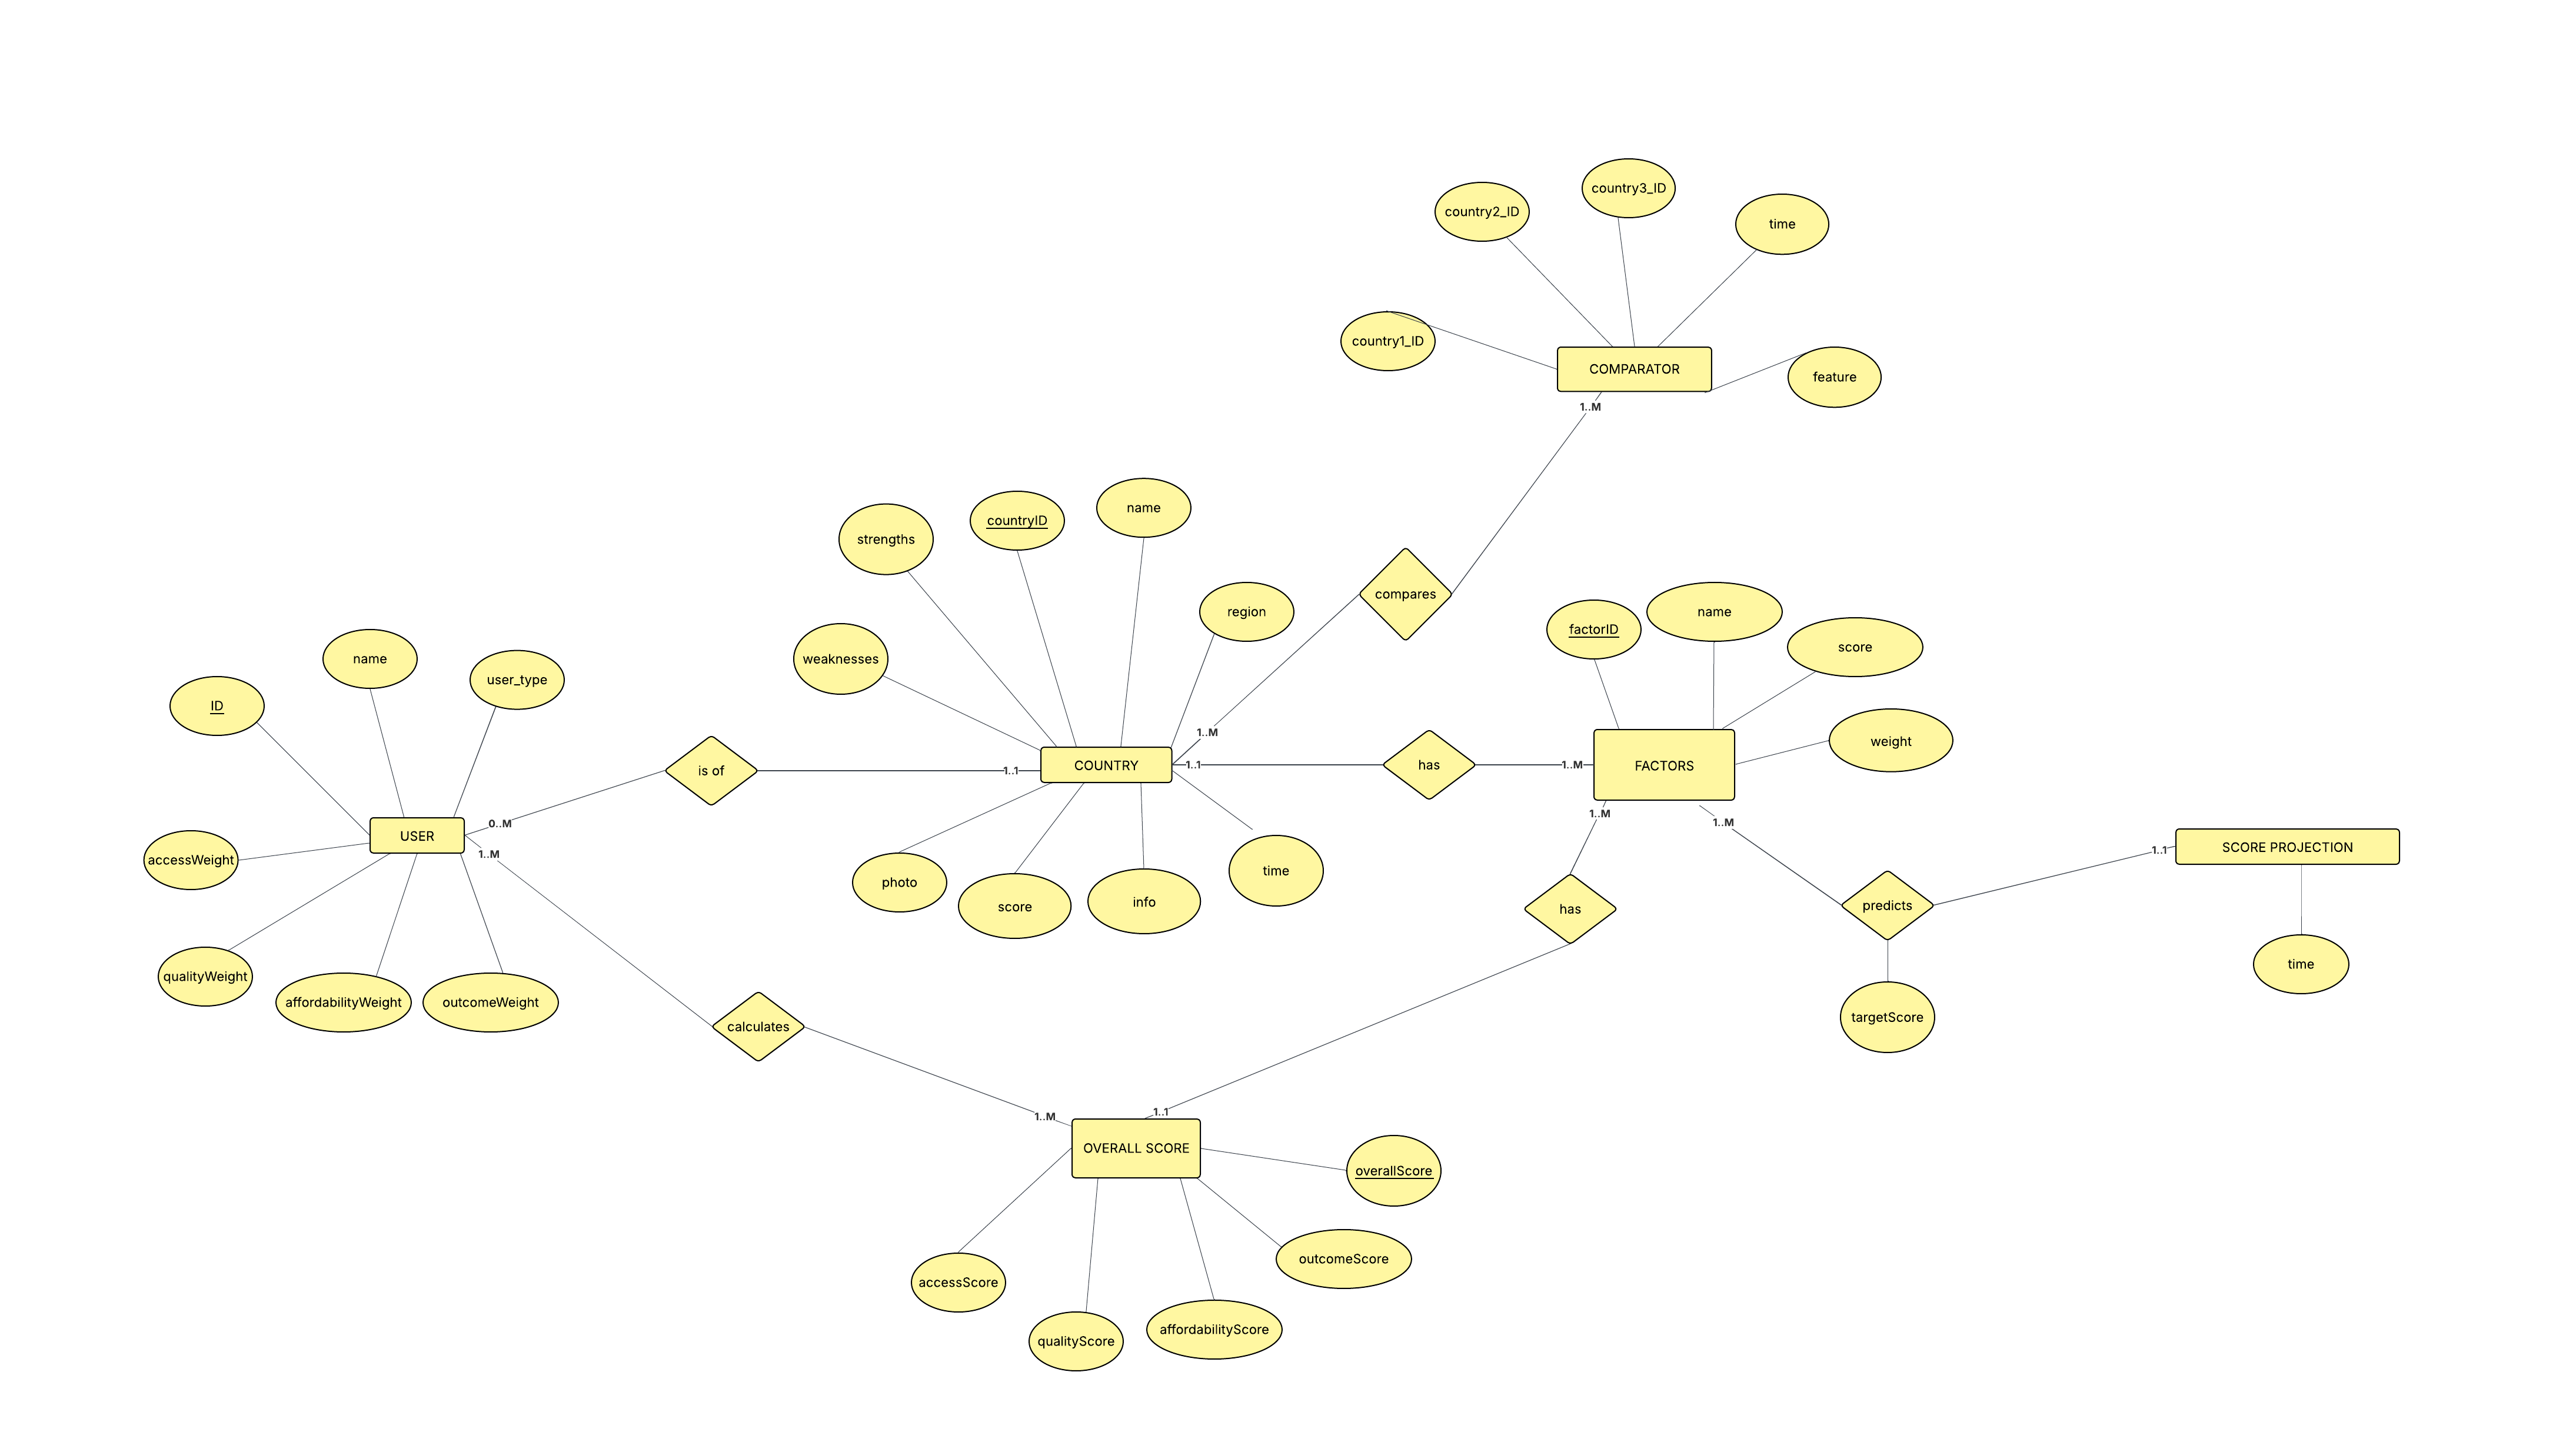 country3_ID
country2_ID
time
country1_ID
COMPARATOR
feature
1..M
name
countryID
strengths
compares
region
factorID
name
score
weaknesses
name
user_type
ID
1..M
weight
is of
1..1
COUNTRY
1..1
has
1..M
FACTORS
0..M
USER
1..M
1..M
1..M
1..1
SCORE PROJECTION
accessWeight
photo
score
info
time
has
predicts
qualityWeight
affordabilityWeight
outcomeWeight
time
targetScore
calculates
1..M
1..1
OVERALL SCORE
overallScore
outcomeScore
accessScore
affordabilityScore
qualityScore